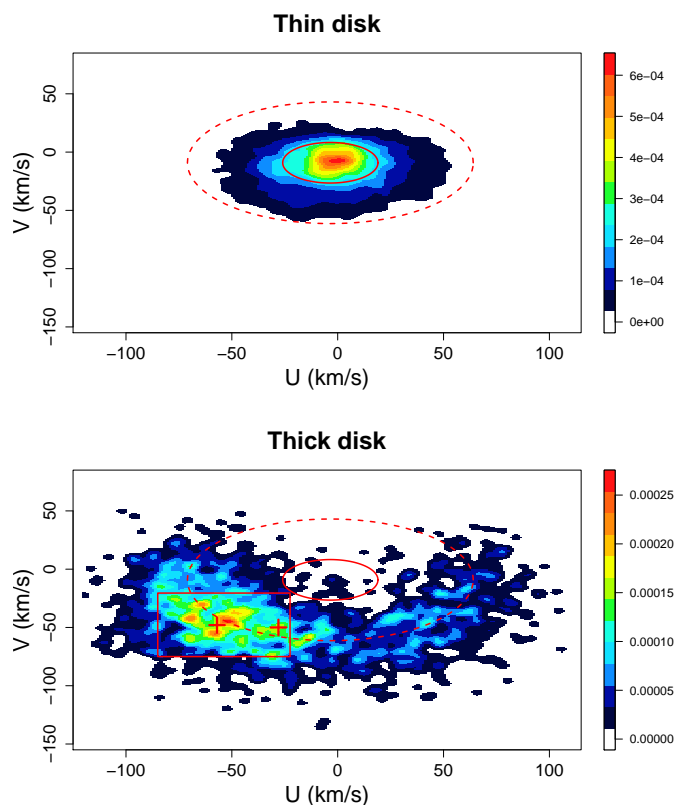 Thin disk
V (km/s)
50
0
−50
−100
−150
−100 −50 0 50 100
U (km/s)
6e−04
5e−04
4e−04
3e−04
2e−04
1e−04
0e+00
Thick disk
V (km/s)
50
0
−50
−100
−150
−100 −50 0 50 100
U (km/s)
0.00025
0.00020
0.00015
0.00010
0.00005
0.00000